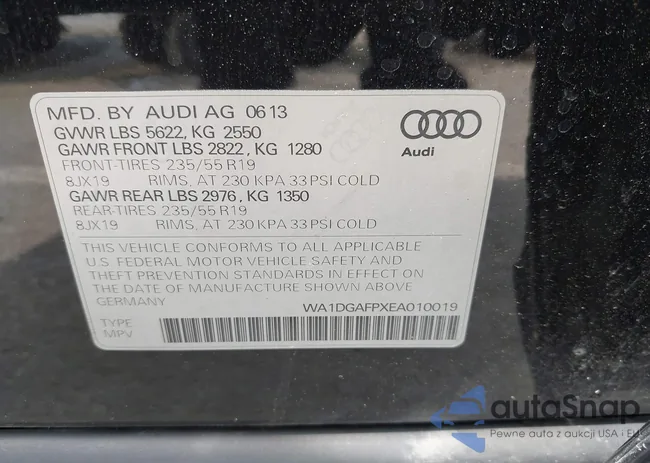 MFD. BY AUDI AG 0613
GVWR LBS 5622, KG 2550
GAWR FRONT LBS 2822, KG 1280
FRONT-TIRES 235/55 R19
8JX19 RIMS, AT 230 KPA 33 PSI COLD
GAWR REAR LBS 2976, KG 1350
REAR-TIRES 235/55 R19
8JX19 RIMS, AT 230 KPA 33 PSI COLD
Audi
THIS VEHICLE CONFORMS TO ALL APPLICABLE
U.S. FEDERAL MOTOR VEHICLE SAFETY AND
THEFT PREVENTION STANDARDS IN EFFECT ON
THE DATE OF MANUFACTURE SHOWN ABOVE
GERMANY WA1DGAFPXEA010019
TYPE
MPV
autaSnap
Pewne auta z aukcji USA i EU